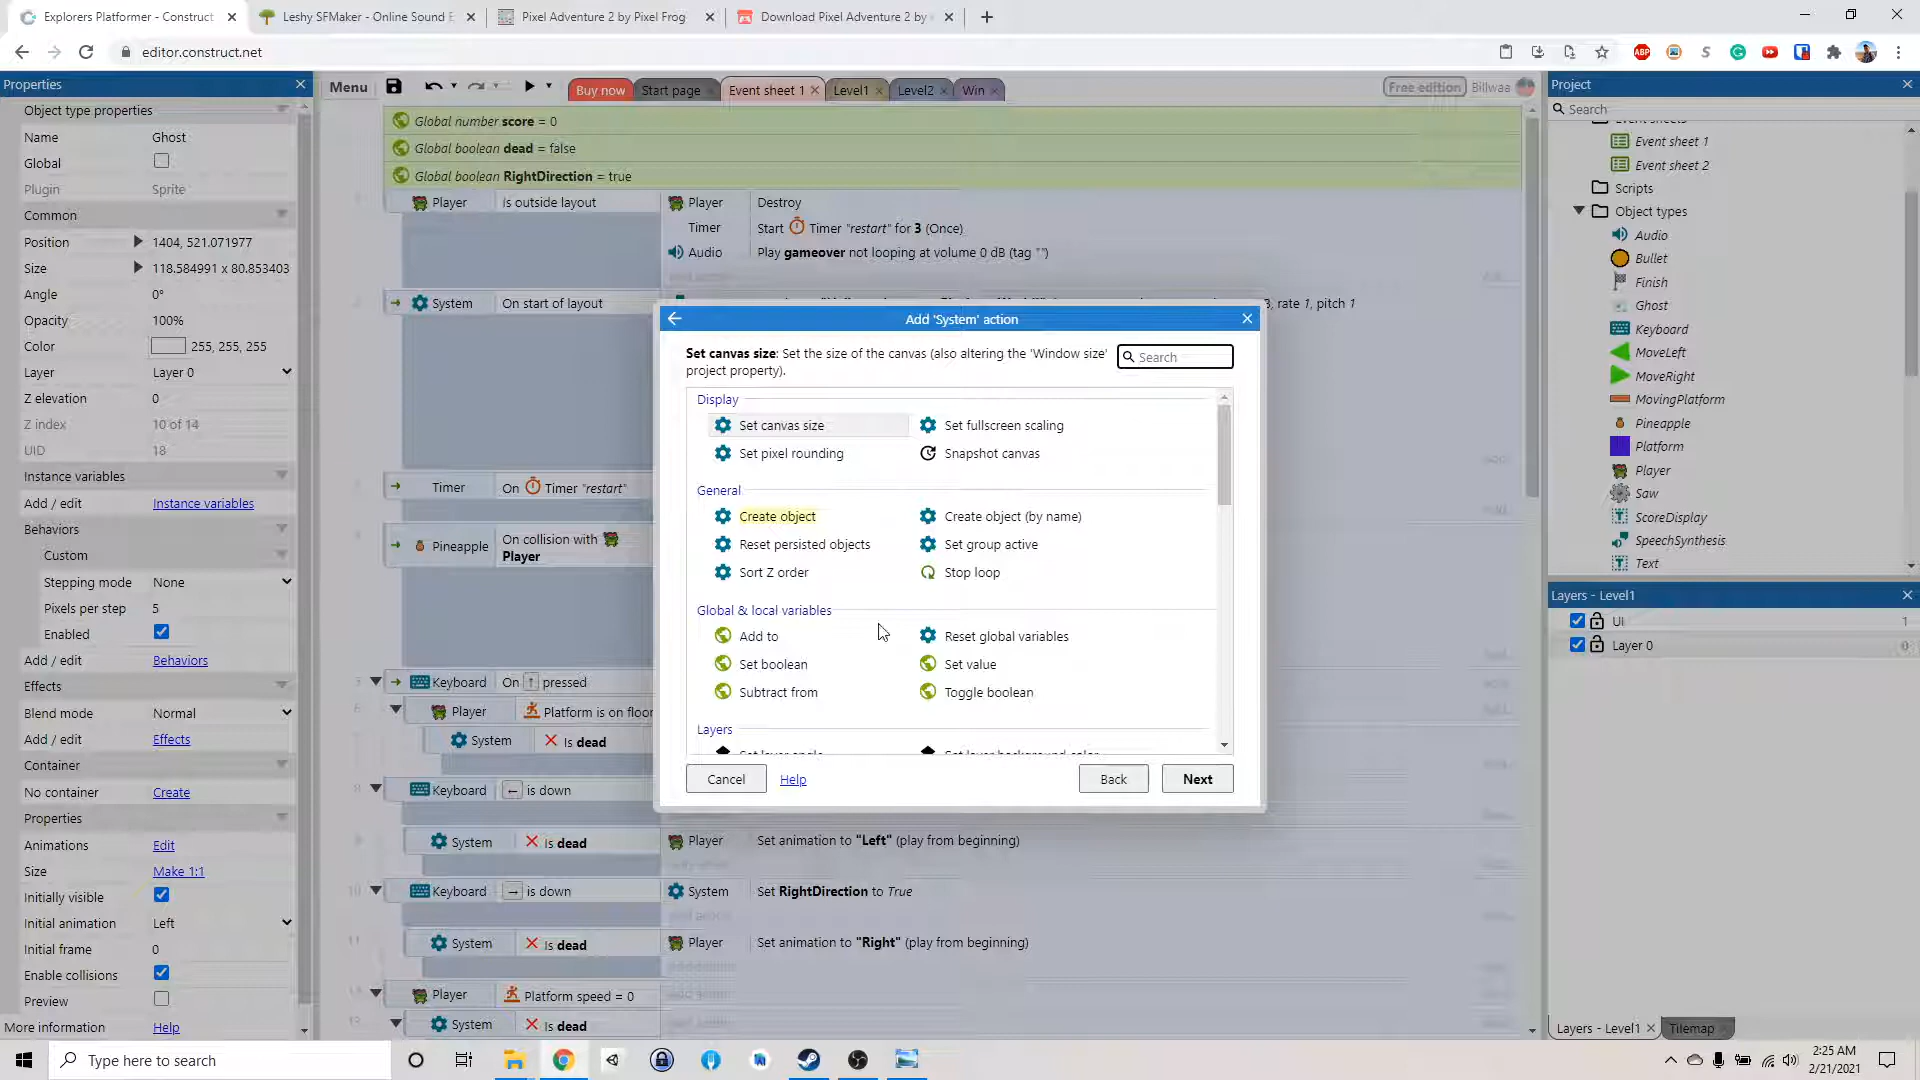 Explorers Platformer - Construct
Leshy SFMaker - Online Sound E
Pixel Adventure 2 by Pixel Frog
Download Pixel Adventure 2 by
editor.construct.net
Properties
Object type properties
Name Ghost
Global
Plugin Sprite
Common
Position 1404, 521.071977
Size 118.584991 x 80.853403
Angle 0°
Opacity 100%
Color 255, 255, 255
Layer Layer 0
Z elevation 0
Z index 10 of 14
UID 18
Instance variables
Add / edit Instance variables
Behaviors
Custom
Stepping mode None
Pixels per step 5
Enabled
Add / edit Behaviors
Effects
Blend mode Normal
Add / edit Effects
Container
No container Create
Properties
Animations Edit
Size Make 1:1
Initially visible
Initial animation Left
Initial frame 0
Enable collisions
Preview
More information Help
Menu
Buy now
Start page
Event sheet 1
Level1
Level2
Win
Free edition
Billwaa
Global number score = 0
Global boolean dead = false
Global boolean RightDirection = true
Player Is outside layout
Player Destroy
Timer Start Timer "restart" for 3 (Once)
Audio Play gameover not looping at volume 0 dB (tag "")
System On start of layout
3, rate 1, pitch 1
Timer On Timer "restart"
Pineapple On collision with Player
Keyboard On ↑ pressed
Player Platform is on floor
System Is dead
Keyboard ← is down
System Is dead
Player Set animation to "Left" (play from beginning)
Keyboard → is down
System Set RightDirection to True
System Is dead
Player Set animation to "Right" (play from beginning)
Player Platform speed = 0
System Is dead
Add 'System' action
Set canvas size: Set the size of the canvas (also altering the 'Window size'
project property).
Search
Display
Set canvas size
Set fullscreen scaling
Set pixel rounding
Snapshot canvas
General
Create object
Create object (by name)
Reset persisted objects
Set group active
Sort Z order
Stop loop
Global & local variables
Add to
Reset global variables
Set boolean
Set value
Subtract from
Toggle boolean
Layers
Set layer angle
Set layer background color
Cancel
Help
Back
Next
Project
Search
Event sheets
Event sheet 1
Event sheet 2
Scripts
Object types
Audio
Bullet
Finish
Ghost
Keyboard
MoveLeft
MoveRight
MovingPlatform
Pineapple
Platform
Player
Saw
ScoreDisplay
SpeechSynthesis
Text
Layers - Level1
UI 1
Layer 0 0
Layers - Level1
Tilemap
Type here to search
2:25 AM
2/21/2021